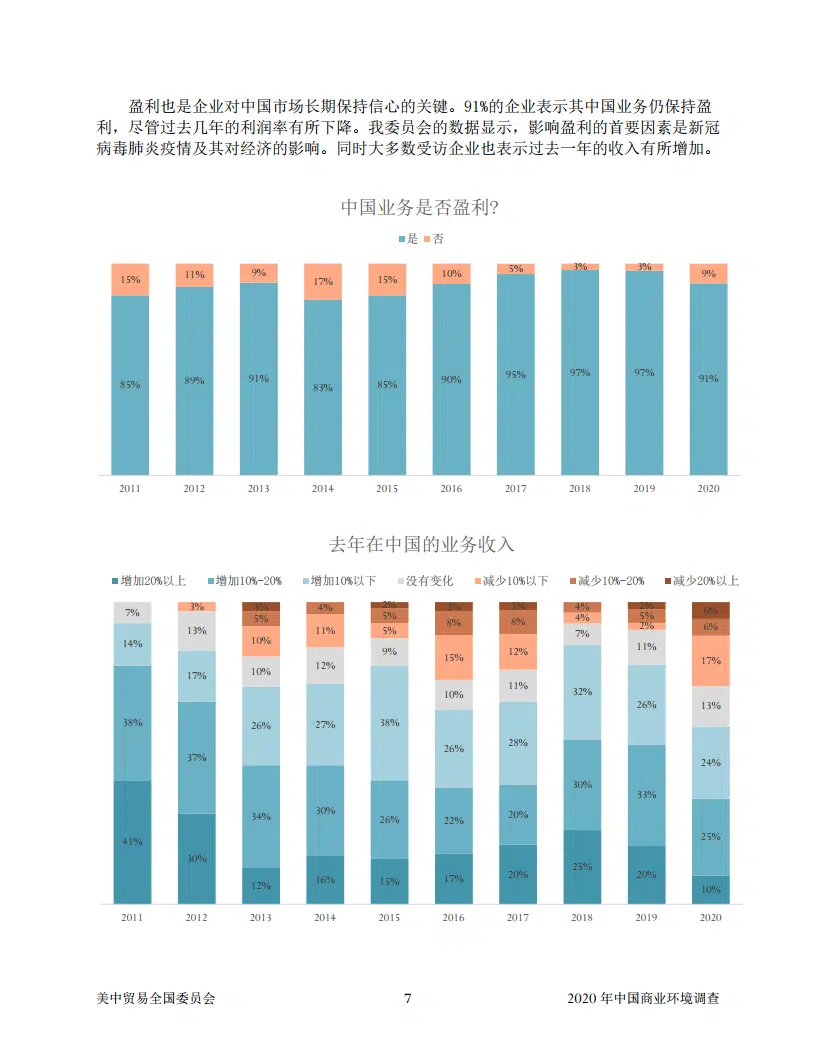 盈利也是企业对中国市场长期保持信心的关键。91%的企业表示其中国业务仍保持盈
利，尽管过去几年的利润率有所下降。我委员会的数据显示，影响盈利的首要因素是新冠
病毒肺炎疫情及其对经济的影响。同时大多数受访企业也表示过去一年的收入有所增加。
中国业务是否盈利?
是 否
15% 11% 9% 17% 15% 10% 5% 3% 3% 9%
85% 89% 91% 83% 85% 90% 95% 97% 97% 91%
2011 2012 2013 2014 2015 2016 2017 2018 2019 2020
去年在中国的业务收入
增加20%以上 增加10%-20% 增加10%以下 没有变化 减少10%以下 减少10%-20% 减少20%以上
3% 2% 3% 3% 2% 6%
5% 4% 5% 8% 8% 4% 5% 6%
3% 10% 11% 5% 15% 12% 4% 2% 17%
7% 13% 10% 12% 9% 10% 11% 7% 11% 13%
14% 17% 26% 27% 38% 26% 28% 32% 26% 24%
38% 37% 34% 30% 26% 22% 20% 30% 33% 25%
41% 30% 12% 16% 15% 17% 20% 25% 20% 10%
2011 2012 2013 2014 2015 2016 2017 2018 2019 2020
美中贸易全国委员会 7 2020 年中国商业环境调查